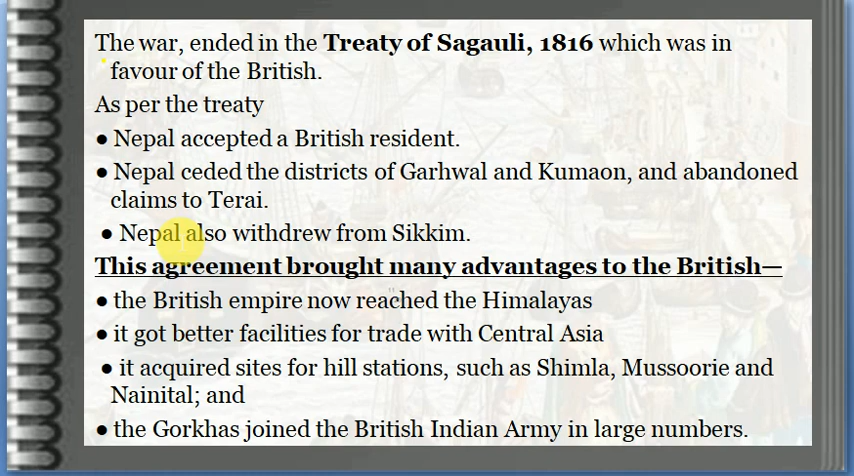 The war, ended in the Treaty of Sagauli, 1816 which was in
favour of the British.
As per the treaty
● Nepal accepted a British resident.
● Nepal ceded the districts of Garhwal and Kumaon, and abandoned
claims to Terai.
● Nepal also withdrew from Sikkim.
This agreement brought many advantages to the British—
● the British empire now reached the Himalayas
● it got better facilities for trade with Central Asia
● it acquired sites for hill stations, such as Shimla, Mussoorie and
Nainital; and
● the Gorkhas joined the British Indian Army in large numbers.